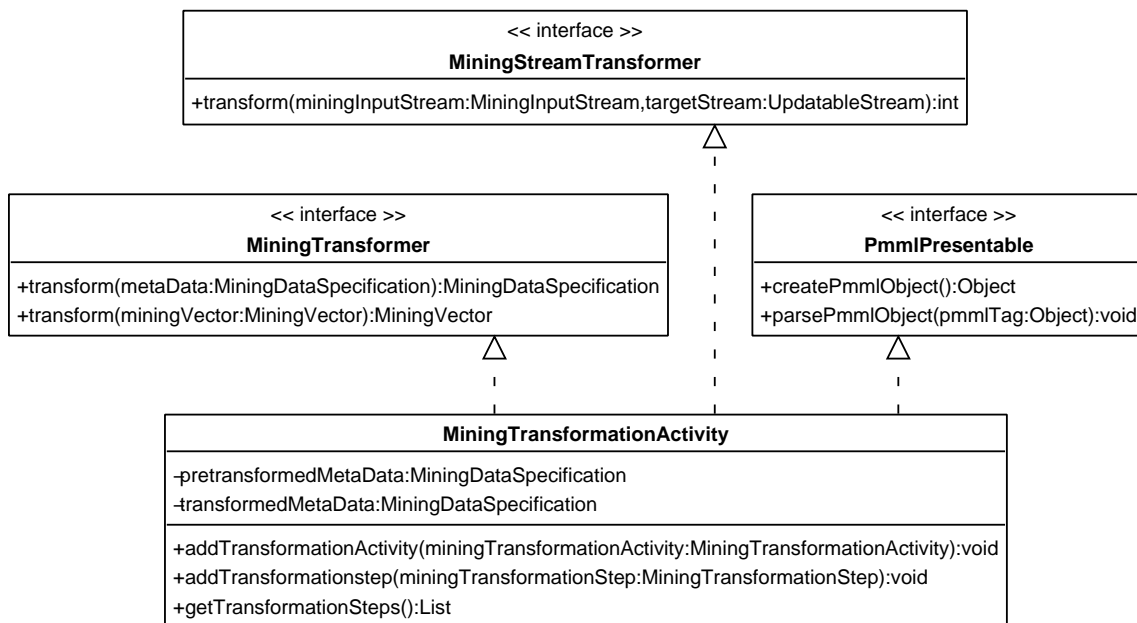 << interface >>
MiningStreamTransformer
+transform(miningInputStream:MiningInputStream,targetStream:UpdatableStream):int
<< interface >>
MiningTransformer
+transform(metaData:MiningDataSpecification):MiningDataSpecification
+transform(miningVector:MiningVector):MiningVector
<< interface >>
PmmlPresentable
+createPmmlObject():Object
+parsePmmlObject(pmmlTag:Object):void
MiningTransformationActivity
-pretransformedMetaData:MiningDataSpecification
-transformedMetaData:MiningDataSpecification
+addTransformationActivity(miningTransformationActivity:MiningTransformationActivity):void
+addTransformationstep(miningTransformationStep:MiningTransformationStep):void
+getTransformationSteps():List